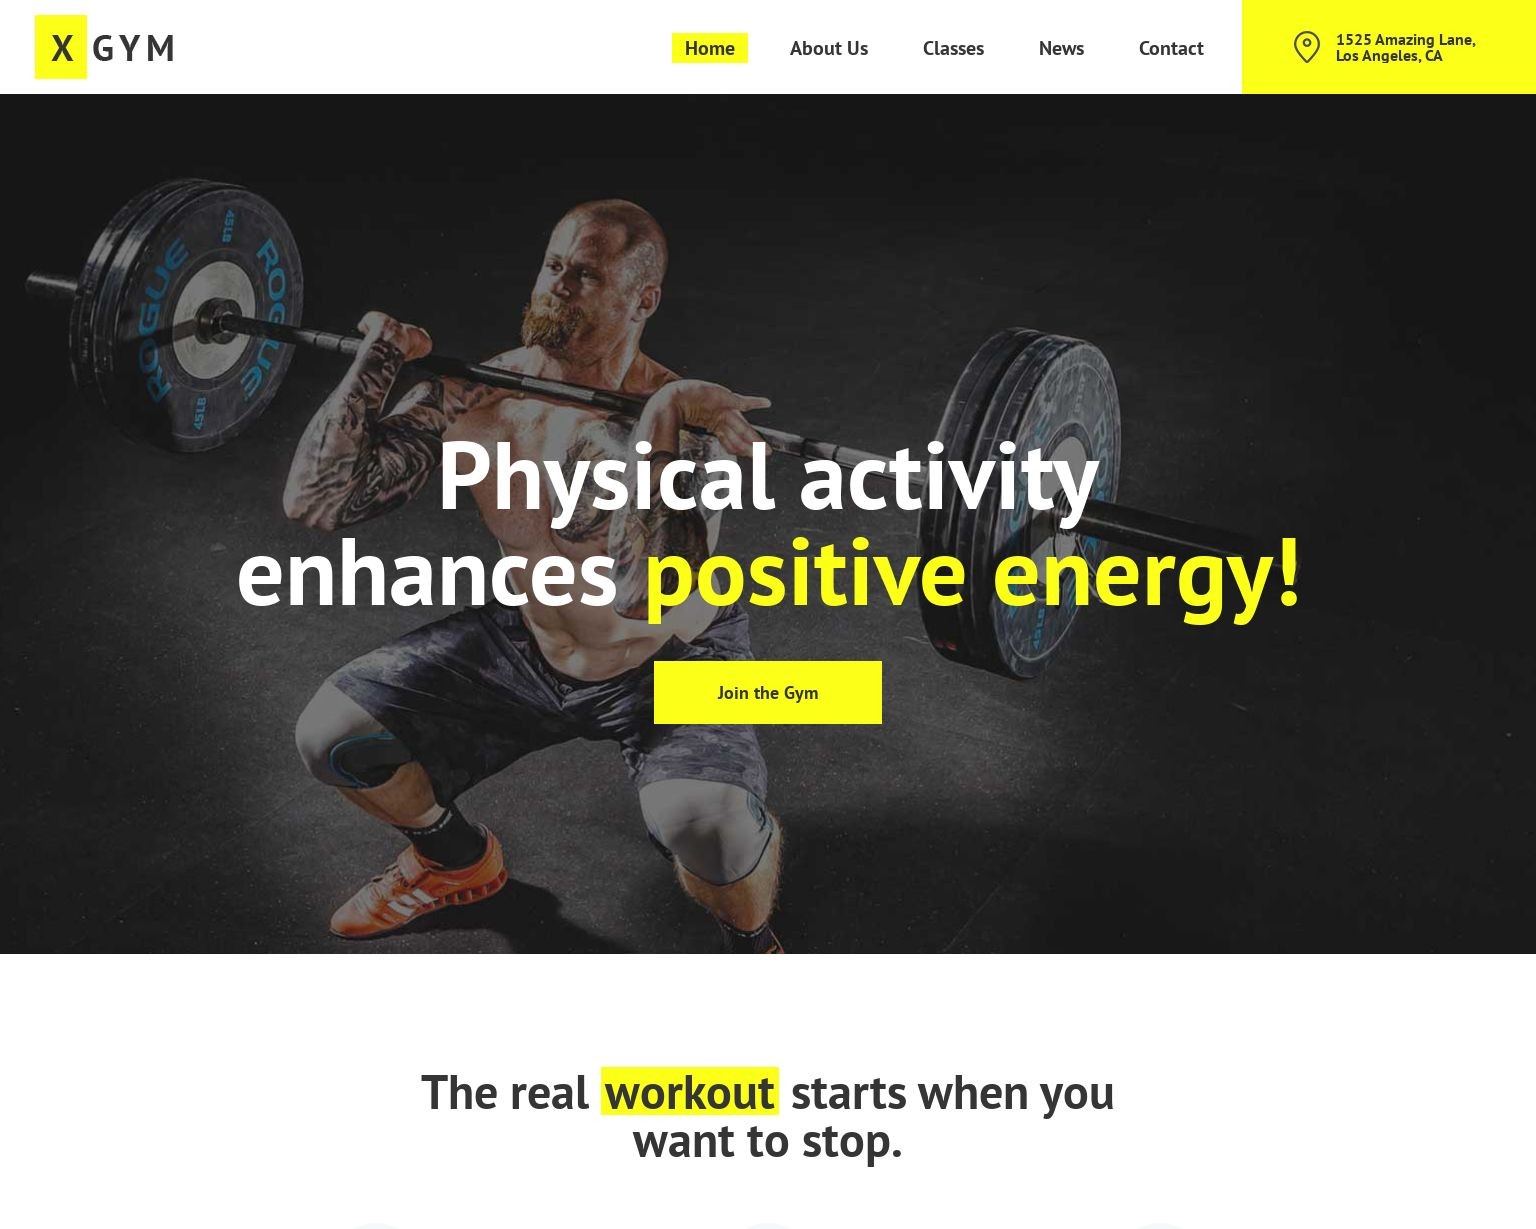 X GYM
Home
About Us
Classes
News
Contact
1525 Amazing Lane,
Los Angeles, CA
ROGUE
ROGUE
45LB
45LB
Physical activity
enhances positive energy!
45LB
Join the Gym
The real workout starts when you
want to stop.